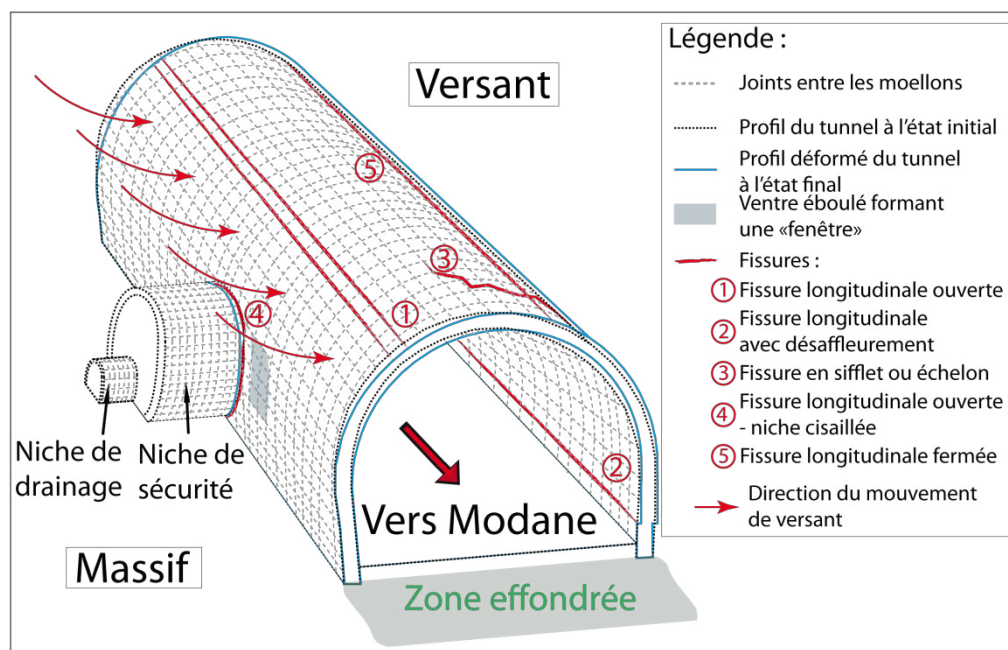 Versant
5
3
4
1
2
Niche de
drainage
Niche de
sécurité
Vers Modane
Massif
Zone effondrée
Légende :
Joints entre les moellons
Profil du tunnel à l'état initial
Profil déformé du tunnel
à l'état final
Ventre éboulé formant
une «fenêtre»
Fissures :
1 Fissure longitudinale ouverte
2 Fissure longitudinale
avec désaffleurement
3 Fissure en sifflet ou échelon
4 Fissure longitudinale ouverte
- niche cisaillée
5 Fissure longitudinale fermée
Direction du mouvement
de versant